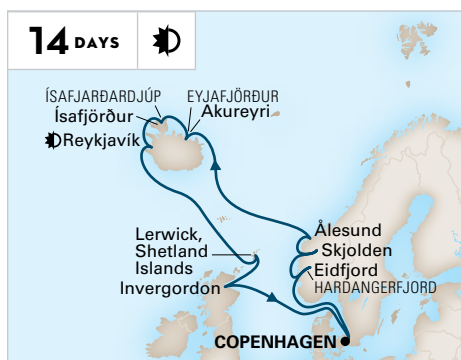 14 DAYS
ÍSAFJARÐARDJÚP
EYJAFJÖRÐUR
Ísafjörður
Akureyri
Reykjavík
Ålesund
Lerwick,
Shetland
Islands
Skjolden
Eidfjord
HARDANGERFJORD
Invergordon
COPENHAGEN